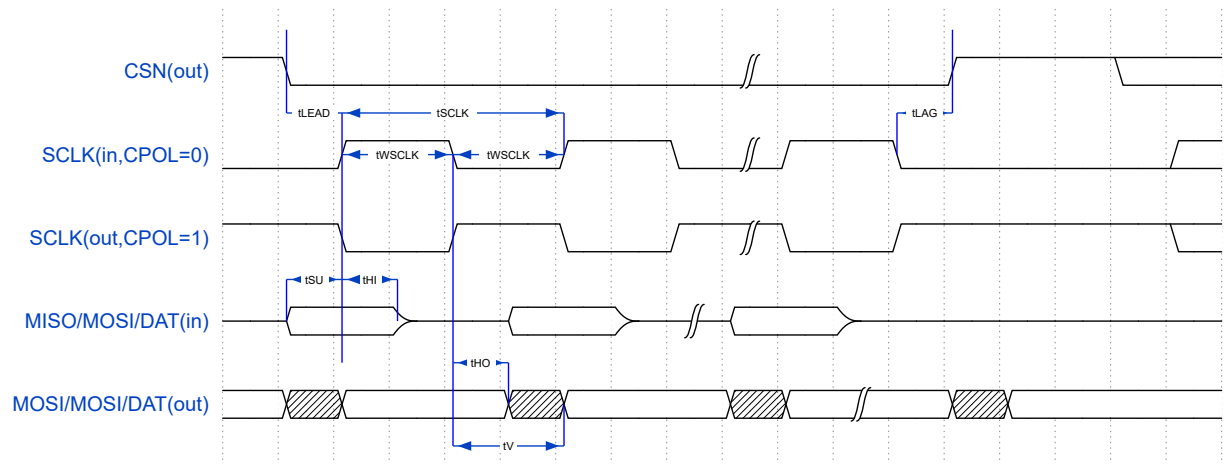 CSN(out)
tLEAD tSCLK tLAG
SCLK(in,CPOL=0) tWSCLK tWSCLK
SCLK(out,CPOL=1)
tSU tHI
MISO/MOSI/DAT(in)
tHO
MOSI/MOSI/DAT(out)
tV